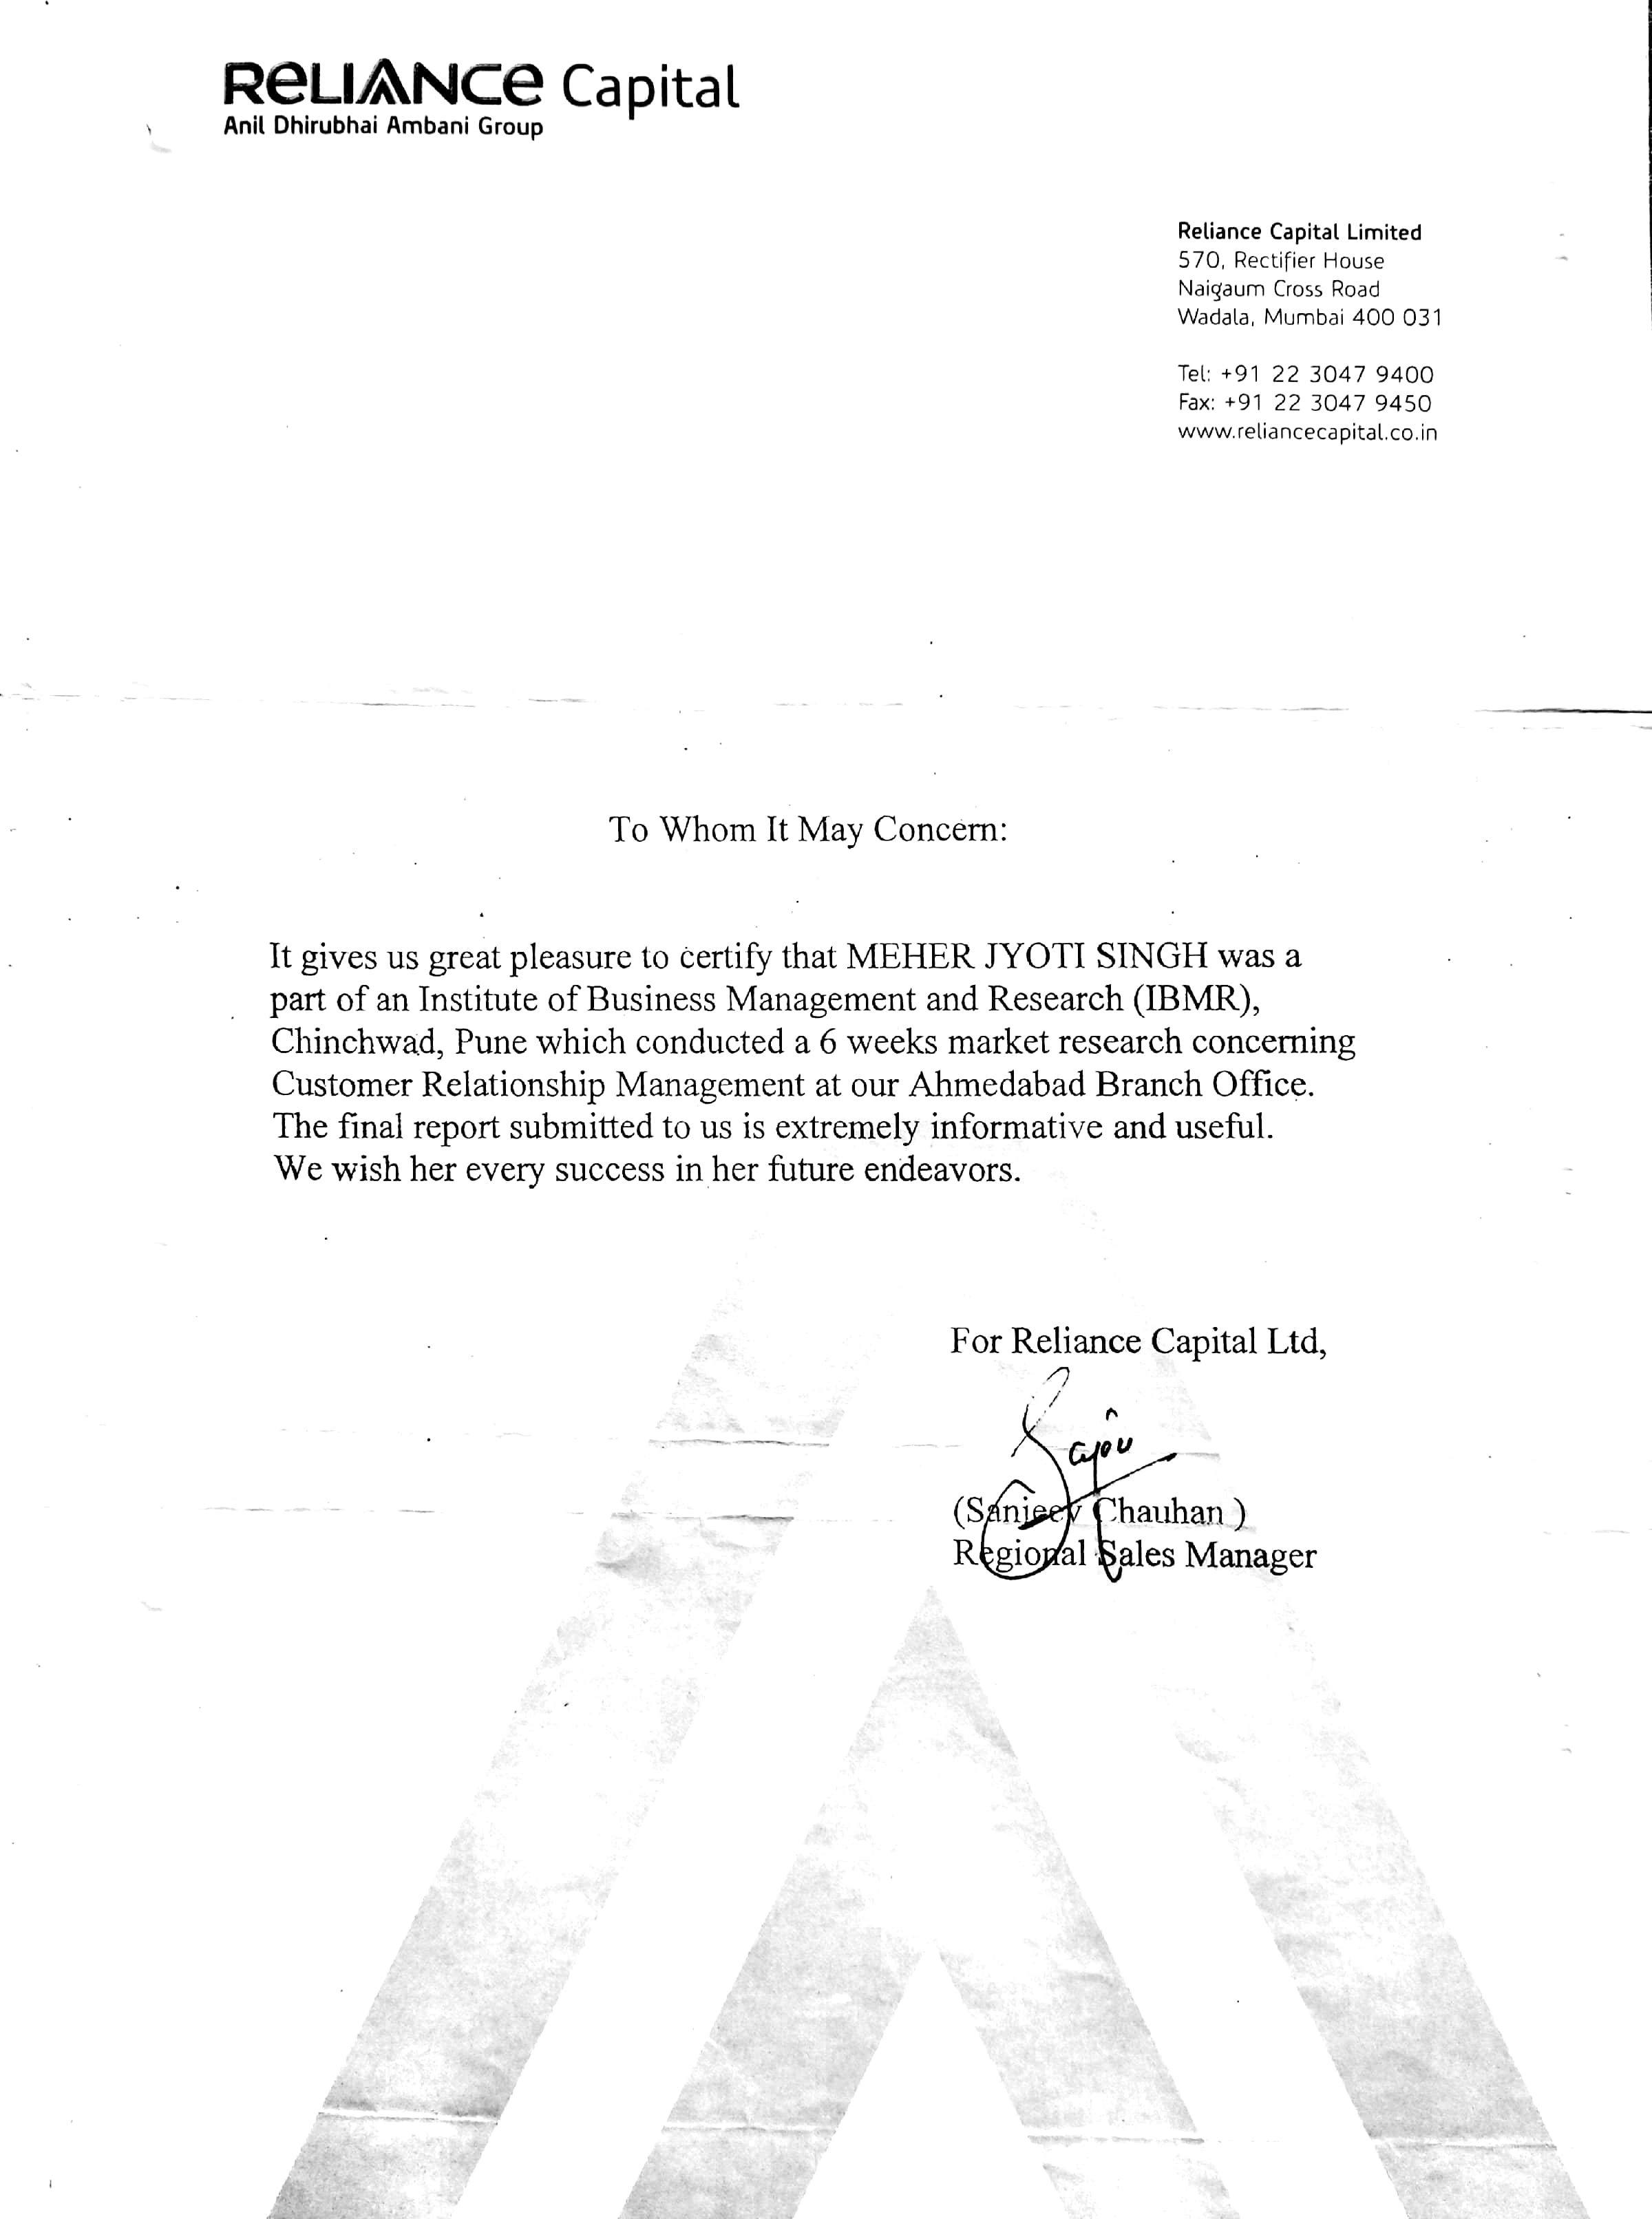 RELIANCE Capital
Anil Dhirubhai Ambani Group
Reliance Capital Limited
570, Rectifier House
Naigaum Cross Road
Wadala, Mumbai 400 031
Tel: +91 22 3047 9400
Fax: +91 22 3047 9450
www.reliancecapital.co.in
To Whom It May Concern:
It gives us great pleasure to certify that MEHER JYOTI SINGH was a
part of an Institute of Business Management and Research (IBMR),
Chinchwad, Pune which conducted a 6 weeks market research concerning
Customer Relationship Management at our Ahmedabad Branch Office.
The final report submitted to us is extremely informative and useful.
We wish her every success in her future endeavors.
For Reliance Capital Ltd,
(Sanjeev Chauhan )
Regional Sales Manager